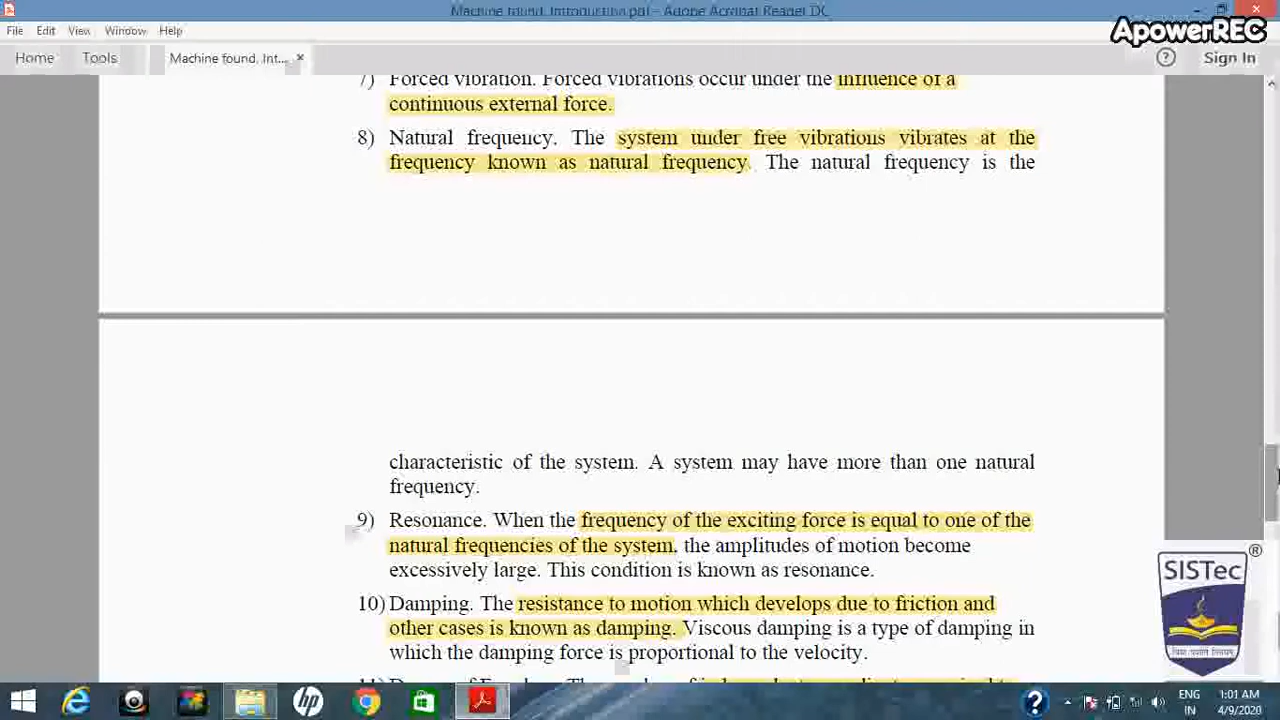 Machine found. Introduction.pdf - Adobe Acrobat Reader DC
ApowerREC
File Edit View Window Help
Home Tools Machine found, Int... × Sign In
7) Forced vibration. Forced vibrations occur under the influence of a
continuous external force.
8) Natural frequency. The system under free vibrations vibrates at the
frequency known as natural frequency. The natural frequency is the
characteristic of the system. A system may have more than one natural
frequency.
9) Resonance. When the frequency of the exciting force is equal to one of the
natural frequencies of the system, the amplitudes of motion become
excessively large. This condition is known as resonance.
10) Damping. The resistance to motion which develops due to friction and
other cases is known as damping. Viscous damping is a type of damping in
which the damping force is proportional to the velocity.
SISTec ®
ENG
IN
1:01 AM
4/9/2020